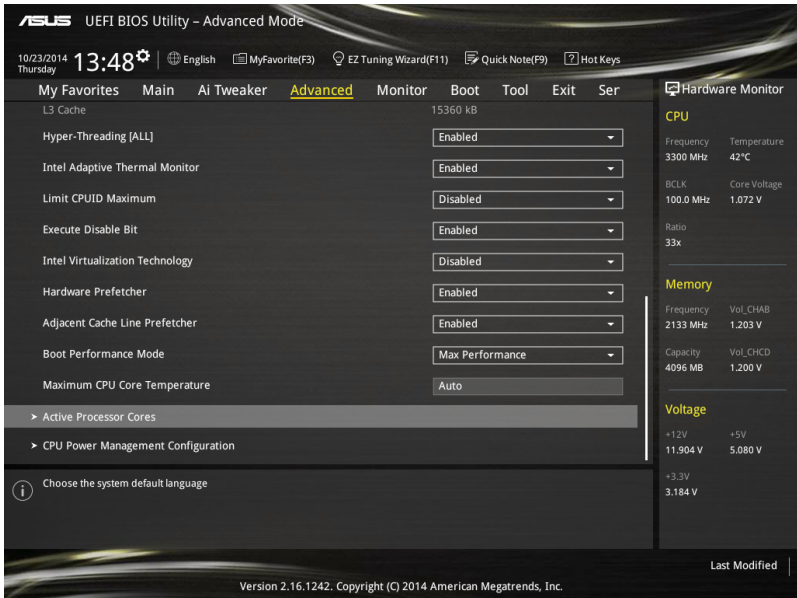 ASUS UEFI BIOS Utility – Advanced Mode
10/23/2014 Thursday 13:48 English MyFavorite(F3) EZ Tuning Wizard(F11) Quick Note(F9) ? Hot Keys
My Favorites Main Ai Tweaker Advanced Monitor Boot Tool Exit Ser
L3 Cache 15360 kB
Hyper-Threading [ALL] Enabled
Intel Adaptive Thermal Monitor Enabled
Limit CPUID Maximum Disabled
Execute Disable Bit Enabled
Intel Virtualization Technology Disabled
Hardware Prefetcher Enabled
Adjacent Cache Line Prefetcher Enabled
Boot Performance Mode Max Performance
Maximum CPU Core Temperature Auto
> Active Processor Cores
> CPU Power Management Configuration
i Choose the system default language
Hardware Monitor
CPU
Frequency Temperature
3300 MHz 42°C
BCLK Core Voltage
100.0 MHz 1.072 V
Ratio
33x
Memory
Frequency Vol_CHAB
2133 MHz 1.203 V
Capacity Vol_CHCD
4096 MB 1.200 V
Voltage
+12V +5V
11.904 V 5.080 V
+3.3V
3.184 V
Last Modified
Version 2.16.1242. Copyright (C) 2014 American Megatrends, Inc.